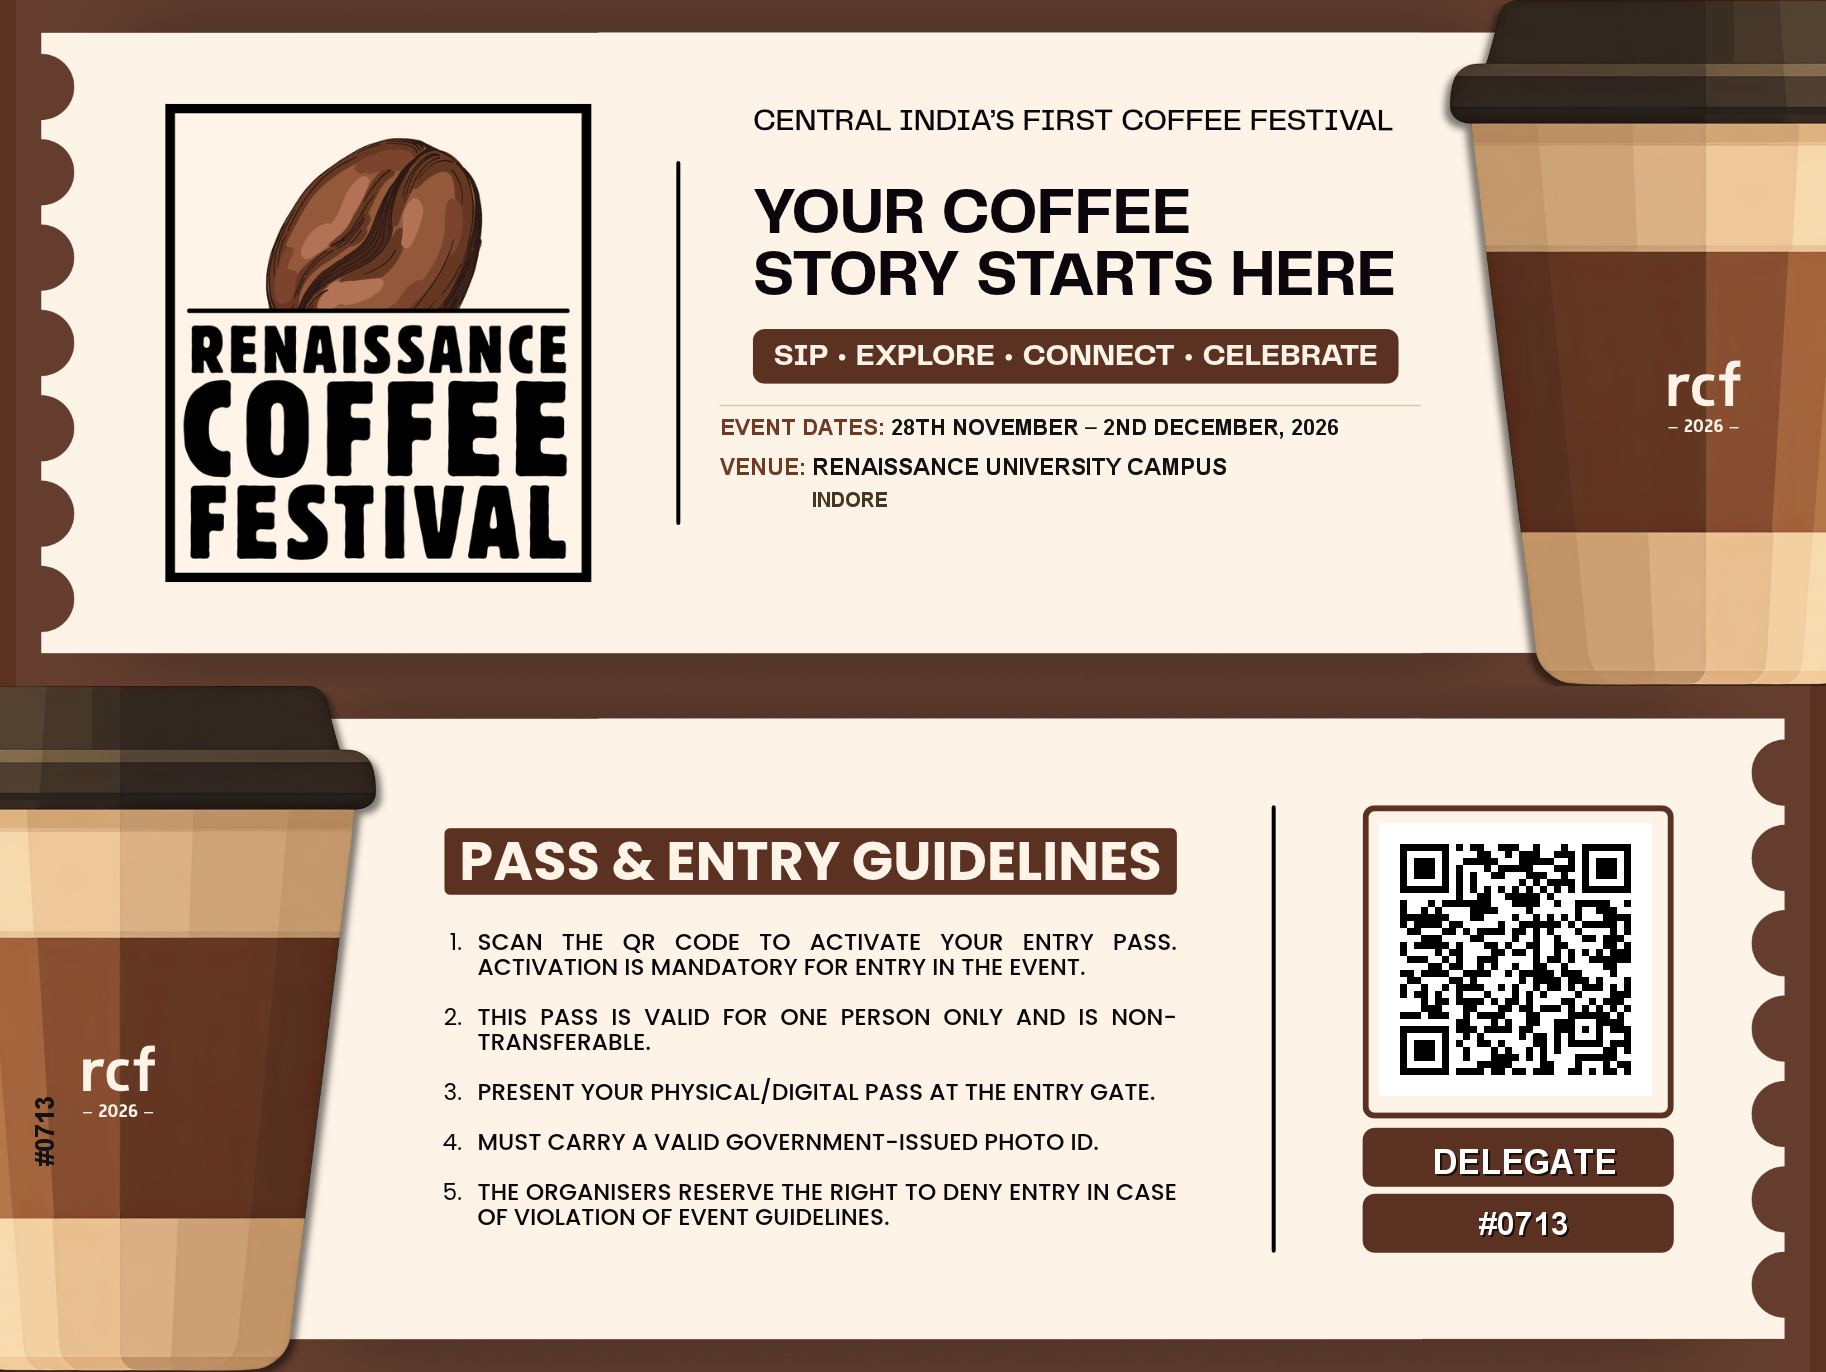 RENAISSANCE
COFFEE
FESTIVAL
CENTRAL INDIA'S FIRST COFFEE FESTIVAL
YOUR COFFEE
STORY STARTS HERE
SIP • EXPLORE • CONNECT • CELEBRATE
EVENT DATES: 28TH NOVEMBER – 2ND DECEMBER, 2026
VENUE: RENAISSANCE UNIVERSITY CAMPUS
INDORE
rcf
– 2026 –
rcf
– 2026 –
#0713
PASS & ENTRY GUIDELINES
1. SCAN THE QR CODE TO ACTIVATE YOUR ENTRY PASS.
ACTIVATION IS MANDATORY FOR ENTRY IN THE EVENT.
2. THIS PASS IS VALID FOR ONE PERSON ONLY AND IS NON-
TRANSFERABLE.
3. PRESENT YOUR PHYSICAL/DIGITAL PASS AT THE ENTRY GATE.
4. MUST CARRY A VALID GOVERNMENT-ISSUED PHOTO ID.
5. THE ORGANISERS RESERVE THE RIGHT TO DENY ENTRY IN CASE
OF VIOLATION OF EVENT GUIDELINES.
DELEGATE
#0713